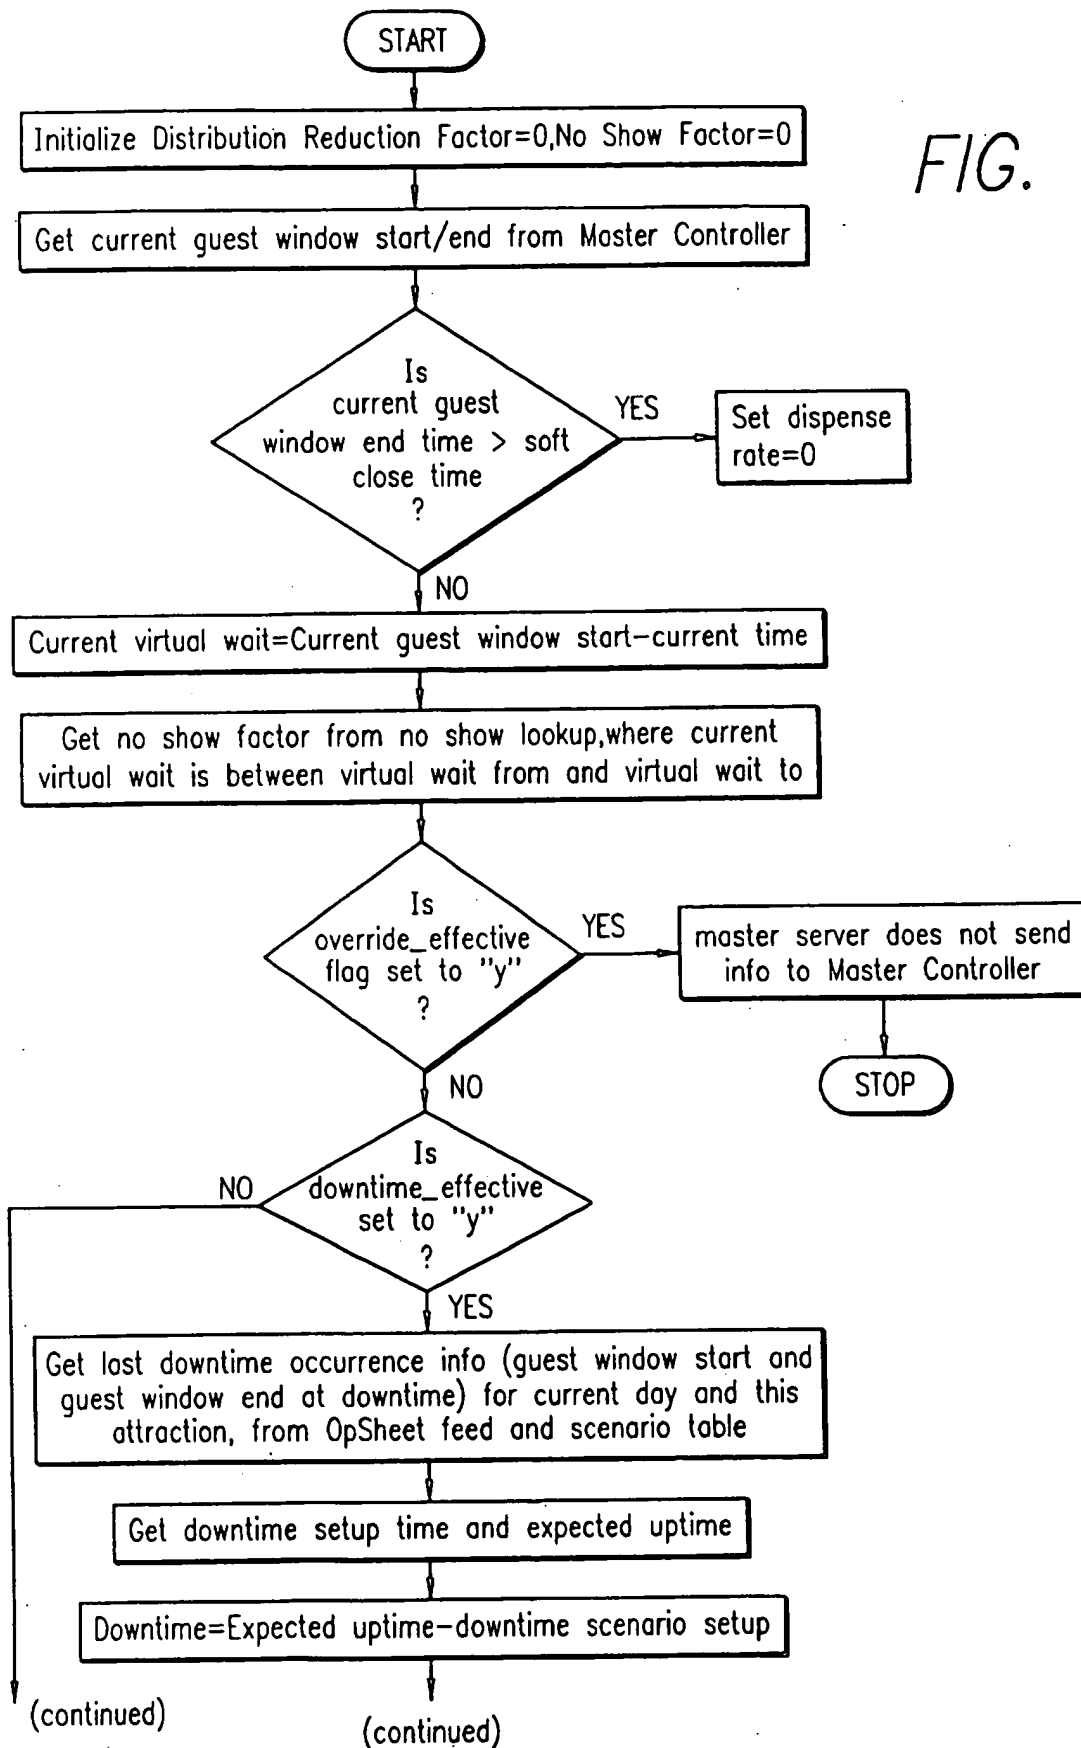 START
FIG.
Initialize Distribution Reduction Factor=0,No Show Factor=0
Get current guest window start/end from Master Controller
Is
current guest
window end time > soft
close time
?
YES
Set dispense
rate=0
NO
Current virtual wait=Current guest window start-current time
Get no show factor from no show lookup,where current
virtual wait is between virtual wait from and virtual wait to
Is
override_effective
flag set to "y"
?
YES
master server does not send
info to Master Controller
STOP
NO
Is
downtime_effective
set to "y"
?
NO
YES
Get last downtime occurrence info (guest window start and
guest window end at downtime) for current day and this
attraction, from OpSheet feed and scenario table
Get downtime setup time and expected uptime
Downtime=Expected uptime-downtime scenario setup
(continued)
(continued)